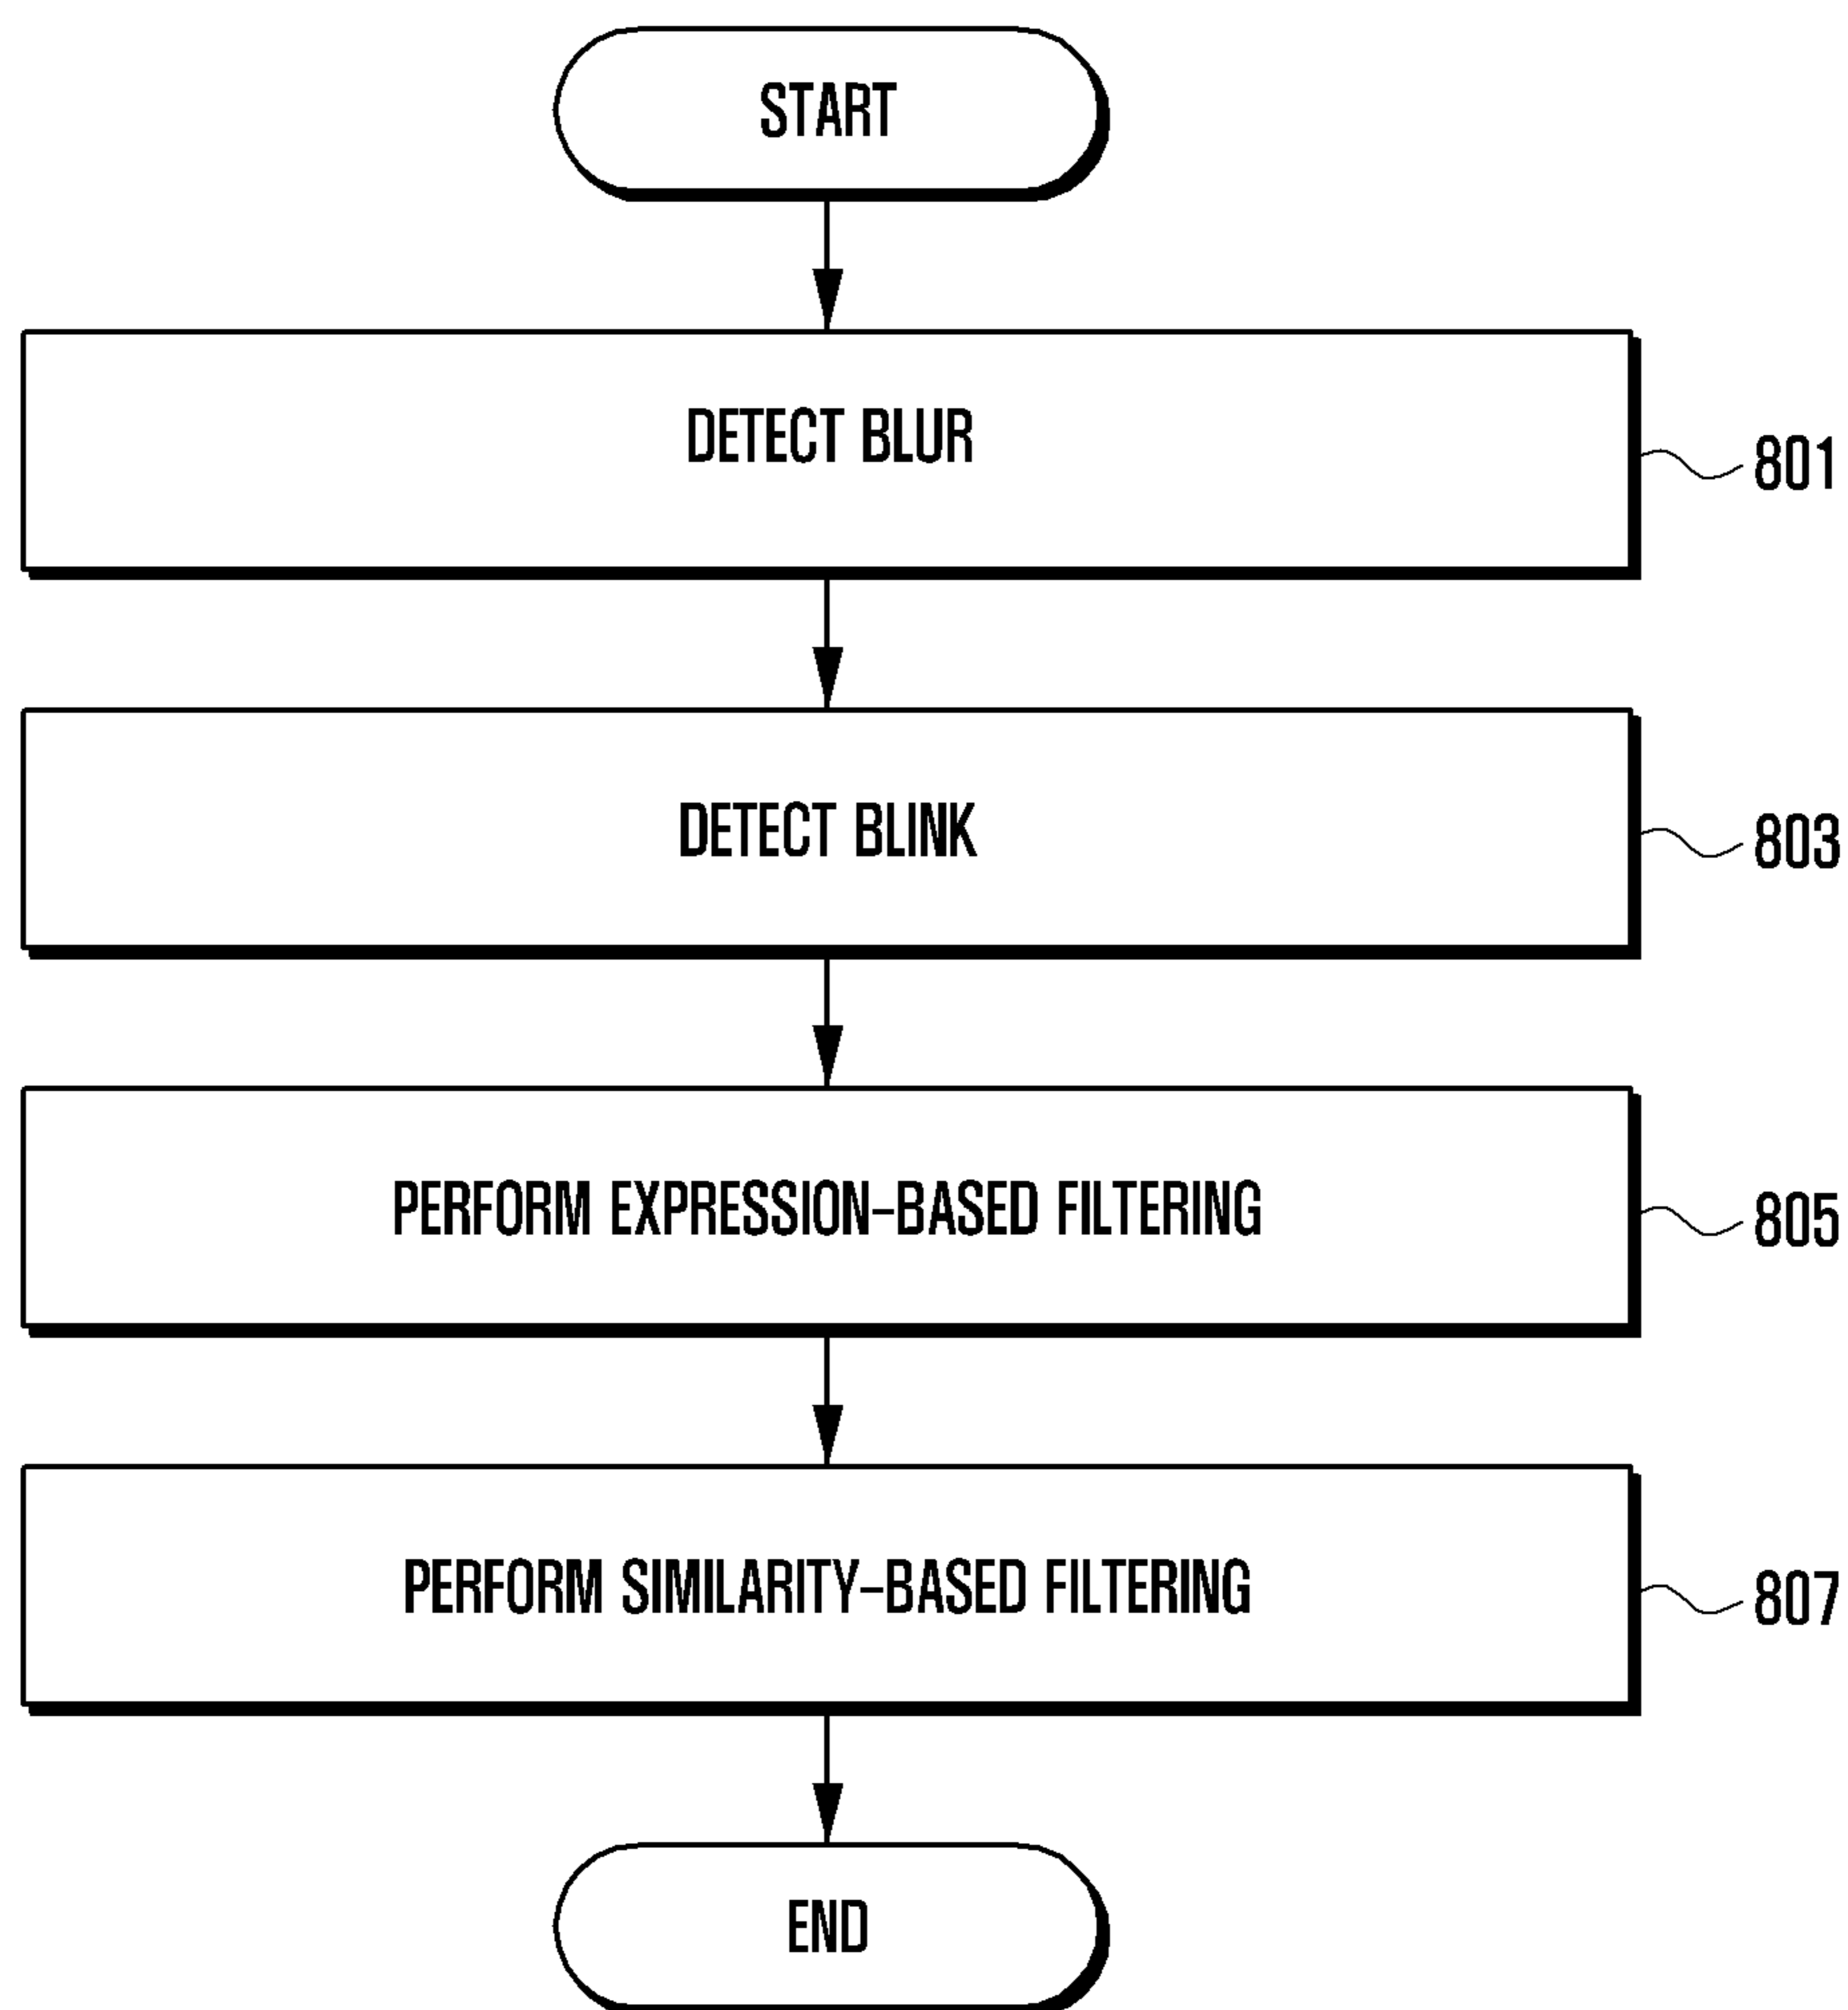 START
DETECT BLUR
801
DETECT BLINK
803
PERFORM EXPRESSION-BASED FILTERING
805
PERFORM SIMILARITY-BASED FILTERING
807
END